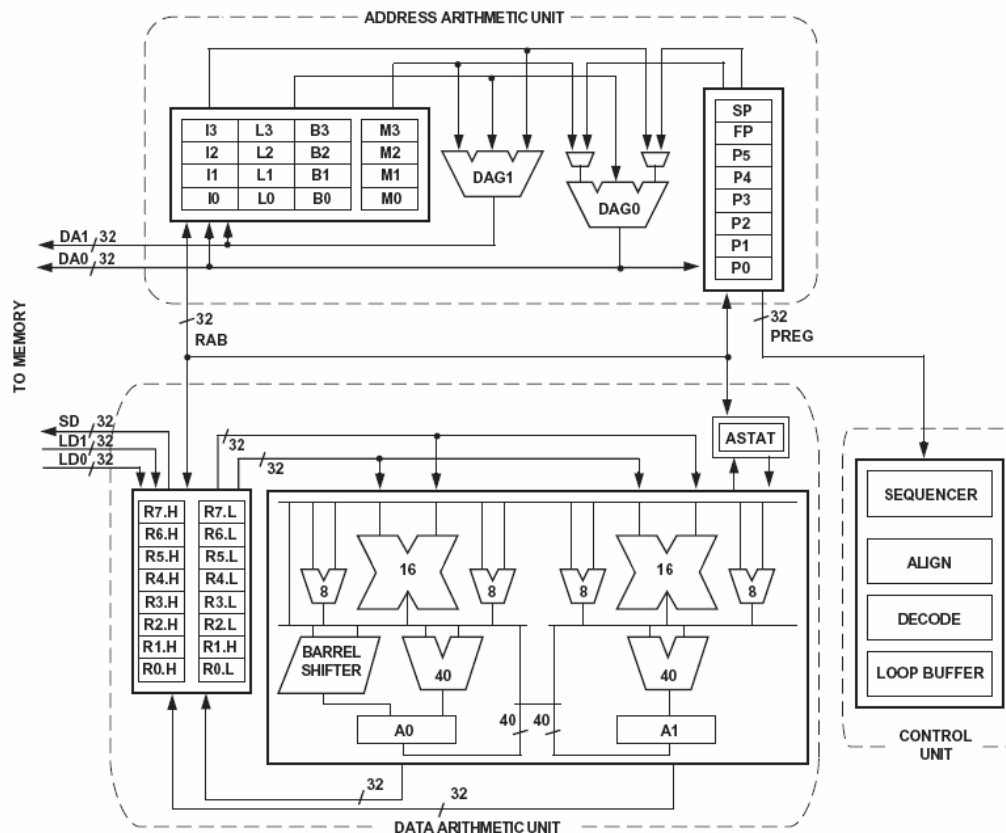 ADDRESS ARITHMETIC UNIT
SP
I3 L3 B3 M3 FP
I2 L2 B2 M2 P5
I1 L1 B1 M1 DAG1 P4
I0 L0 B0 M0 DAG0 P3
P2
DA1 32 P1
DA0 32 P0
TO MEMORY
32 RAB 32 PREG
SD 32
LD1 32
LD0 32
32
32
ASTAT
R7.H R7.L
R6.H R6.L
R5.H R5.L
R4.H R4.L
R3.H R3.L
R2.H R2.L
R1.H R1.H
R0.H R0.L
8 16 8 8 16 8
BARREL
SHIFTER
40 40
A0 40 40 A1
32
32
DATA ARITHMETIC UNIT
SEQUENCER
ALIGN
DECODE
LOOP BUFFER
CONTROL
UNIT